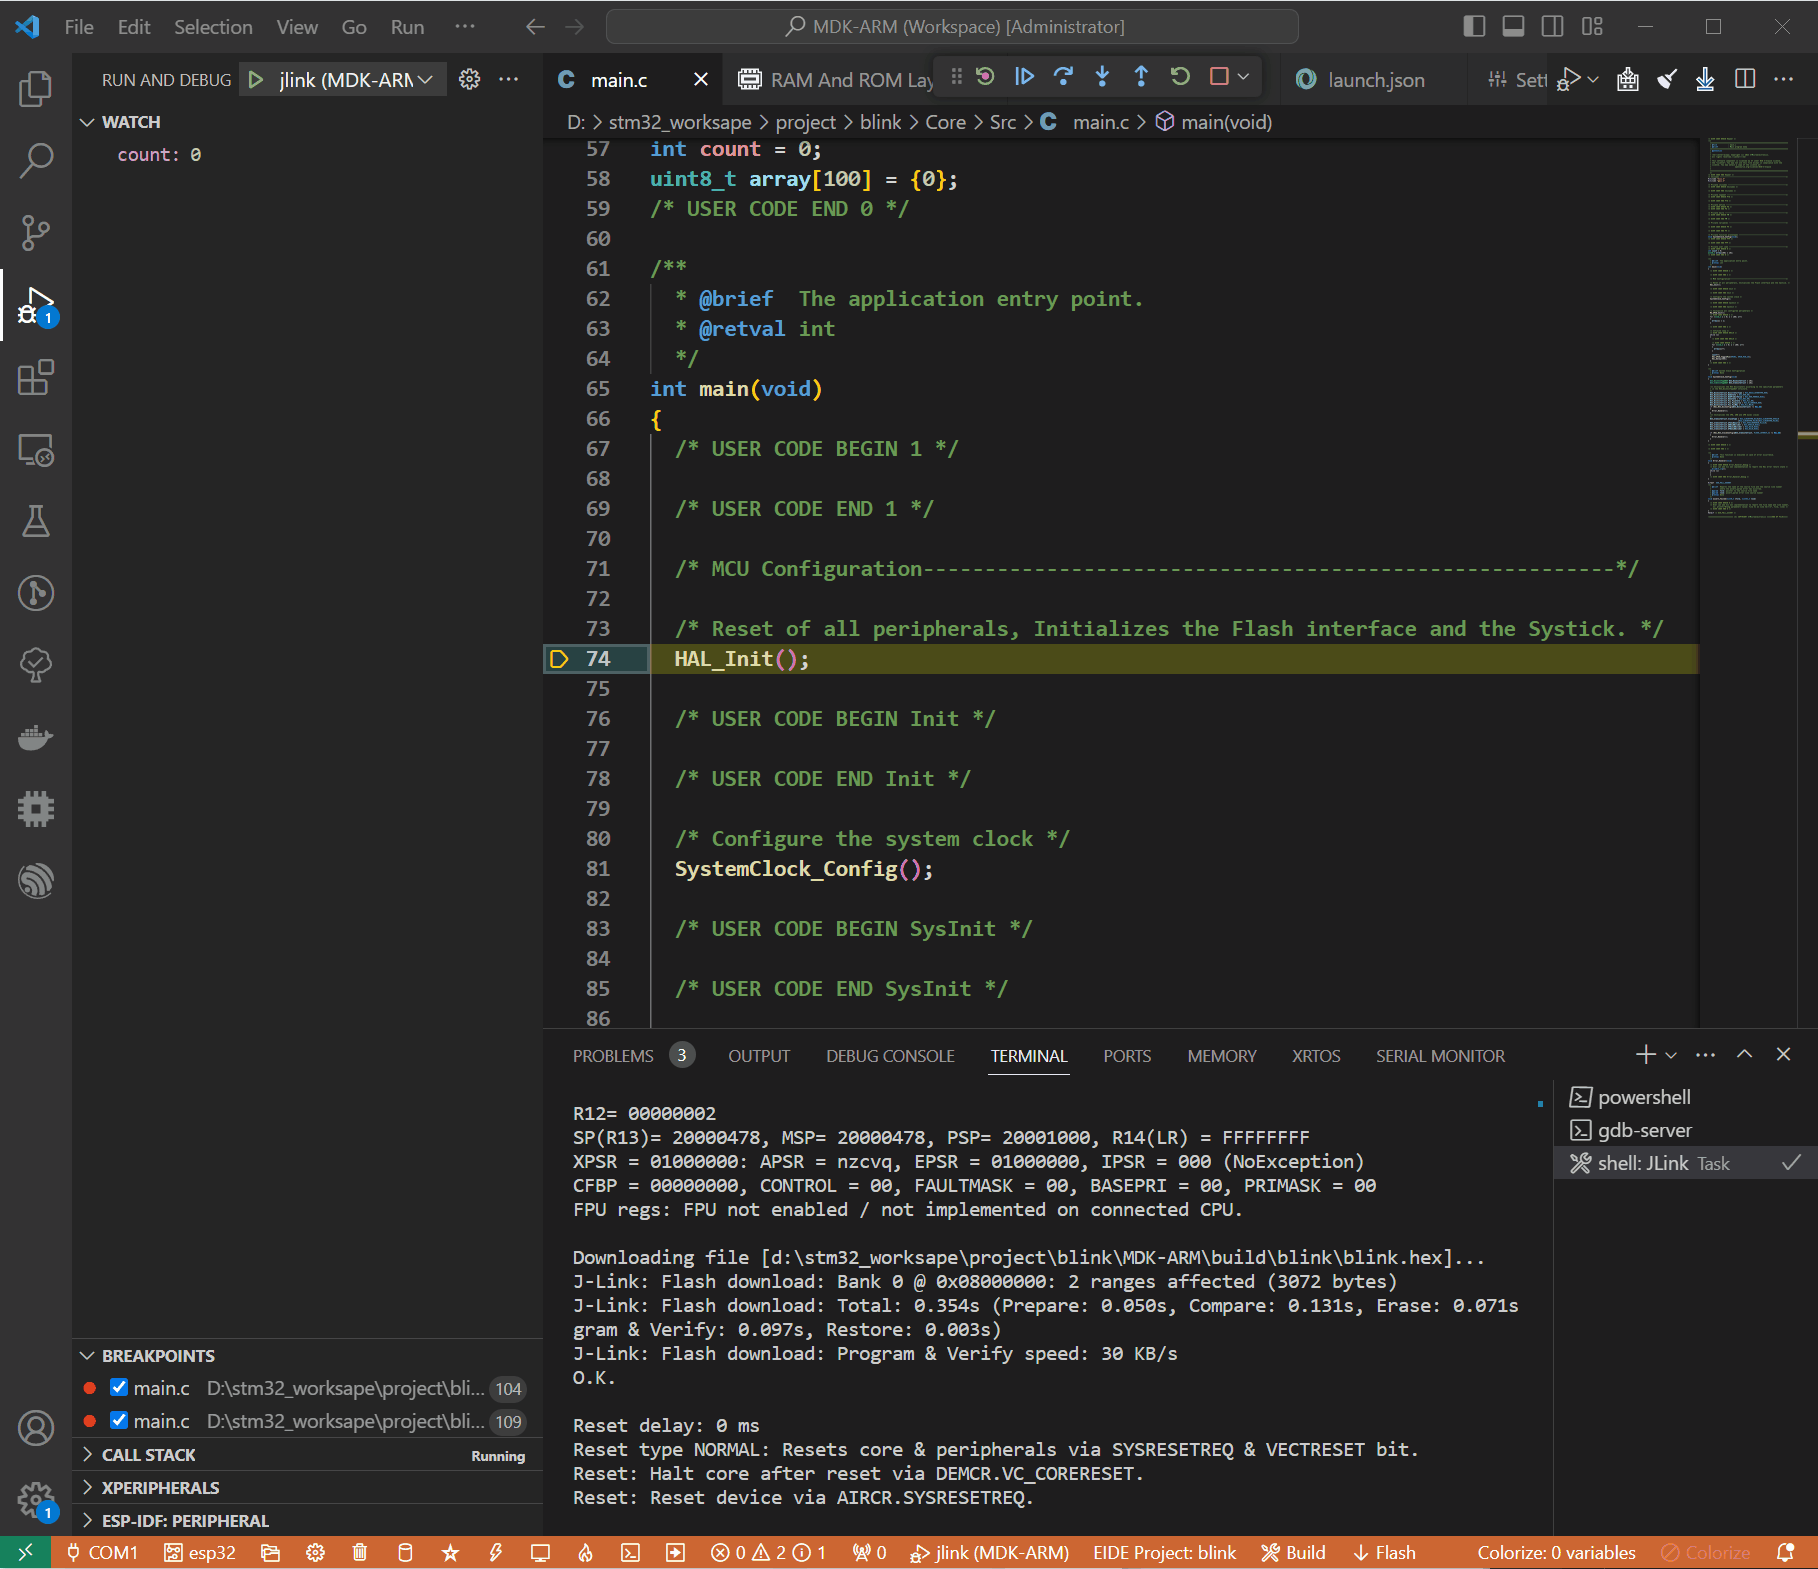 File Edit Selection View Go Run ···
MDK-ARM (Workspace) [Administrator]
RUN AND DEBUG
jlink (MDK-ARM
main.c
RAM And ROM Lay
launch.json
Sett
WATCH
count: 0
D: > stm32_worksape > project > blink > Core > Src > C main.c > main(void)
57 int count = 0;
58 uint8_t array[100] = {0};
59 /* USER CODE END 0 */
60
61 /**
62 * @brief  The application entry point.
63 * @retval int
64 */
65 int main(void)
66 {
67 /* USER CODE BEGIN 1 */
68
69 /* USER CODE END 1 */
70
71 /* MCU Configuration--------------------------------------------------------*/
72
73 /* Reset of all peripherals, Initializes the Flash interface and the Systick. */
74 HAL_Init();
75
76 /* USER CODE BEGIN Init */
77
78 /* USER CODE END Init */
79
80 /* Configure the system clock */
81 SystemClock_Config();
82
83 /* USER CODE BEGIN SysInit */
84
85 /* USER CODE END SysInit */
86
PROBLEMS 3 OUTPUT DEBUG CONSOLE TERMINAL PORTS MEMORY XRTOS SERIAL MONITOR
R12= 00000002
SP(R13)= 20000478, MSP= 20000478, PSP= 20001000, R14(LR) = FFFFFFFF
XPSR = 01000000: APSR = nzcvq, EPSR = 01000000, IPSR = 000 (NoException)
CFBP = 00000000, CONTROL = 00, FAULTMASK = 00, BASEPRI = 00, PRIMASK = 00
FPU regs: FPU not enabled / not implemented on connected CPU.
Downloading file [d:\stm32_worksape\project\blink\MDK-ARM\build\blink\blink.hex]...
J-Link: Flash download: Bank 0 @ 0x08000000: 2 ranges affected (3072 bytes)
J-Link: Flash download: Total: 0.354s (Prepare: 0.050s, Compare: 0.131s, Erase: 0.071s
gram & Verify: 0.097s, Restore: 0.003s)
J-Link: Flash download: Program & Verify speed: 30 KB/s
O.K.
Reset delay: 0 ms
Reset type NORMAL: Resets core & peripherals via SYSRESETREQ & VECTRESET bit.
Reset: Halt core after reset via DEMCR.VC_CORERESET.
Reset: Reset device via AIRCR.SYSRESETREQ.
powershell
gdb-server
shell: JLink Task
BREAKPOINTS
main.c D:\stm32_worksape\project\bli... 104
main.c D:\stm32_worksape\project\bli... 109
CALL STACK Running
XPERIPHERALS
ESP-IDF: PERIPHERAL
1
1
COM1 esp32 0 2 1 0 jlink (MDK-ARM) EIDE Project: blink Build Flash Colorize: 0 variables Colorize